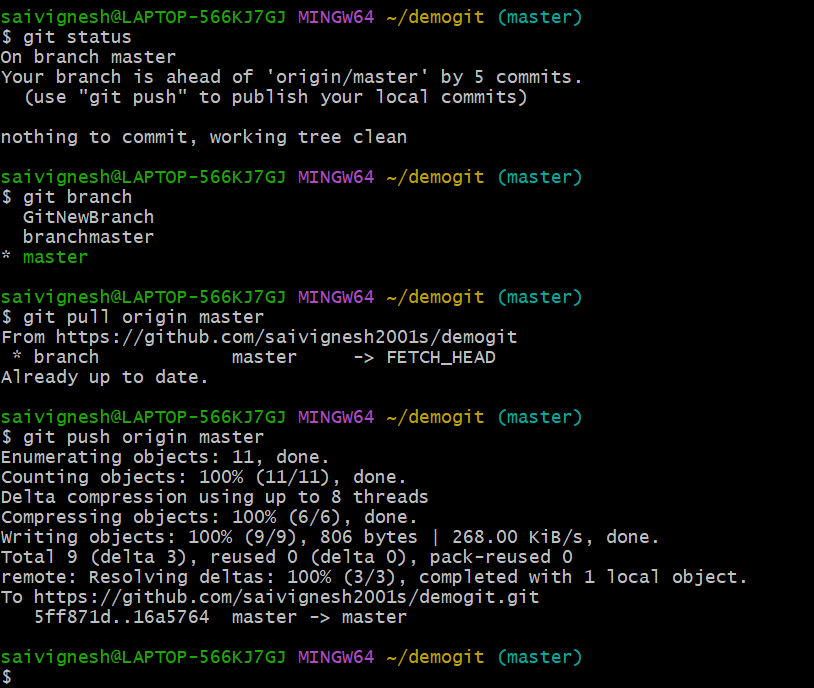 saivignesh@LAPTOP-566KJ7GJ MINGW64 ~/demogit (master)
$ git status
On branch master
Your branch is ahead of 'origin/master' by 5 commits.
  (use "git push" to publish your local commits)

nothing to commit, working tree clean

saivignesh@LAPTOP-566KJ7GJ MINGW64 ~/demogit (master)
$ git branch
  GitNewBranch
  branchmaster
* master

saivignesh@LAPTOP-566KJ7GJ MINGW64 ~/demogit (master)
$ git pull origin master
From https://github.com/saivignesh2001s/demogit
 * branch            master     -> FETCH_HEAD
Already up to date.

saivignesh@LAPTOP-566KJ7GJ MINGW64 ~/demogit (master)
$ git push origin master
Enumerating objects: 11, done.
Counting objects: 100% (11/11), done.
Delta compression using up to 8 threads
Compressing objects: 100% (6/6), done.
Writing objects: 100% (9/9), 806 bytes | 268.00 KiB/s, done.
Total 9 (delta 3), reused 0 (delta 0), pack-reused 0
remote: Resolving deltas: 100% (3/3), completed with 1 local object.
To https://github.com/saivignesh2001s/demogit.git
   5ff871d..16a5764  master -> master

saivignesh@LAPTOP-566KJ7GJ MINGW64 ~/demogit (master)
$